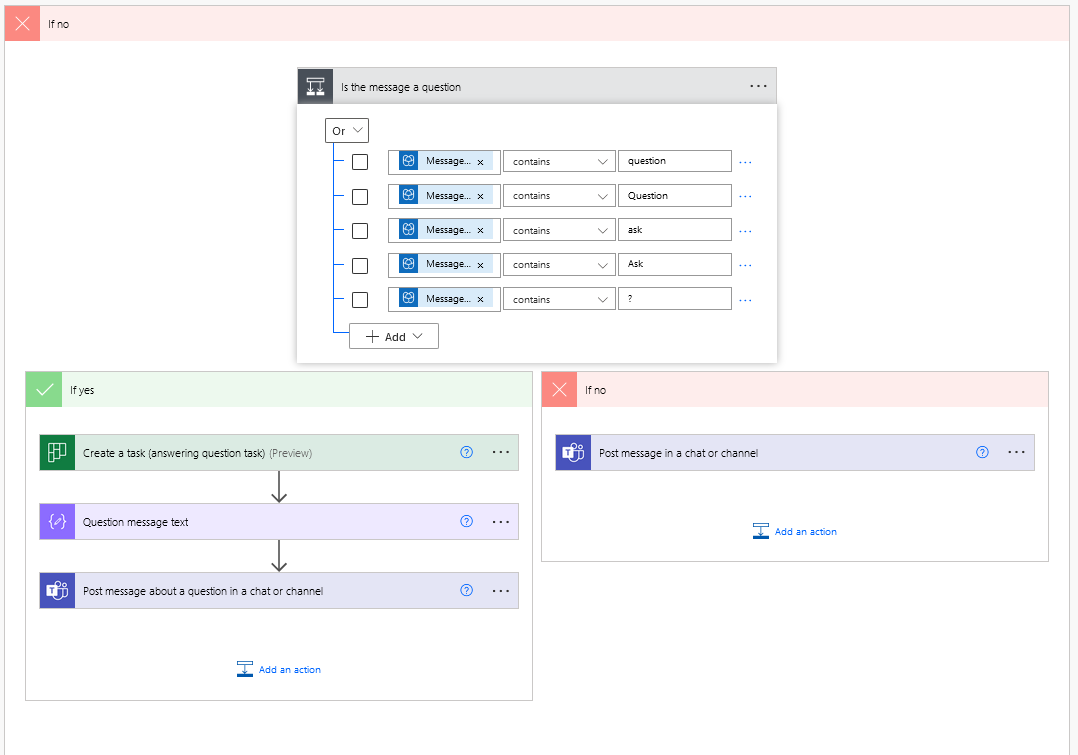 If no
Is the message a question
Or
Message... x contains question
Message... x contains Question
Message... x contains ask
Message... x contains Ask
Message... x contains ?
Add
If yes
Create a task (answering question task) (Preview)
Question message text
Post message about a question in a chat or channel
Add an action
If no
Post message in a chat or channel
Add an action